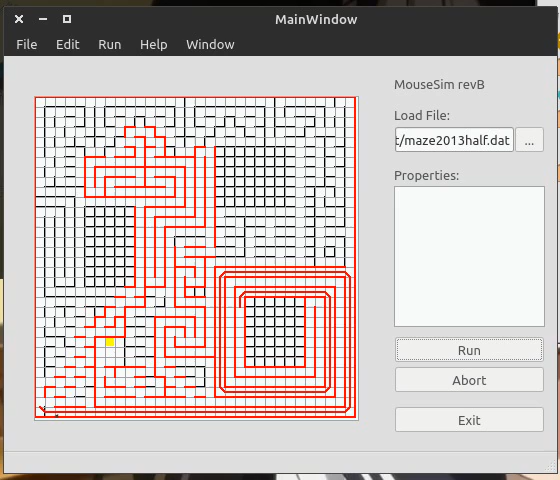 MainWindow
File Edit Run Help Window
MouseSim revB
Load File:
t/maze2013half.dat ...
Properties:
Run
Abort
Exit